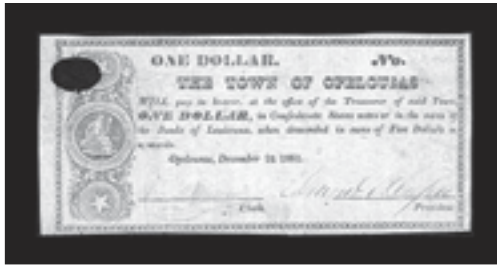 ONE DOLLAR. No.
THE TOWN OF OPELOUSAS
Will pay to bearer, at the office of the Treasurer of said Town
ONE DOLLAR, in Confederate States notes or in the notes of
the Banks of Louisiana, when demanded in sums of Five Dollars
Opelousas, December
Clerk.